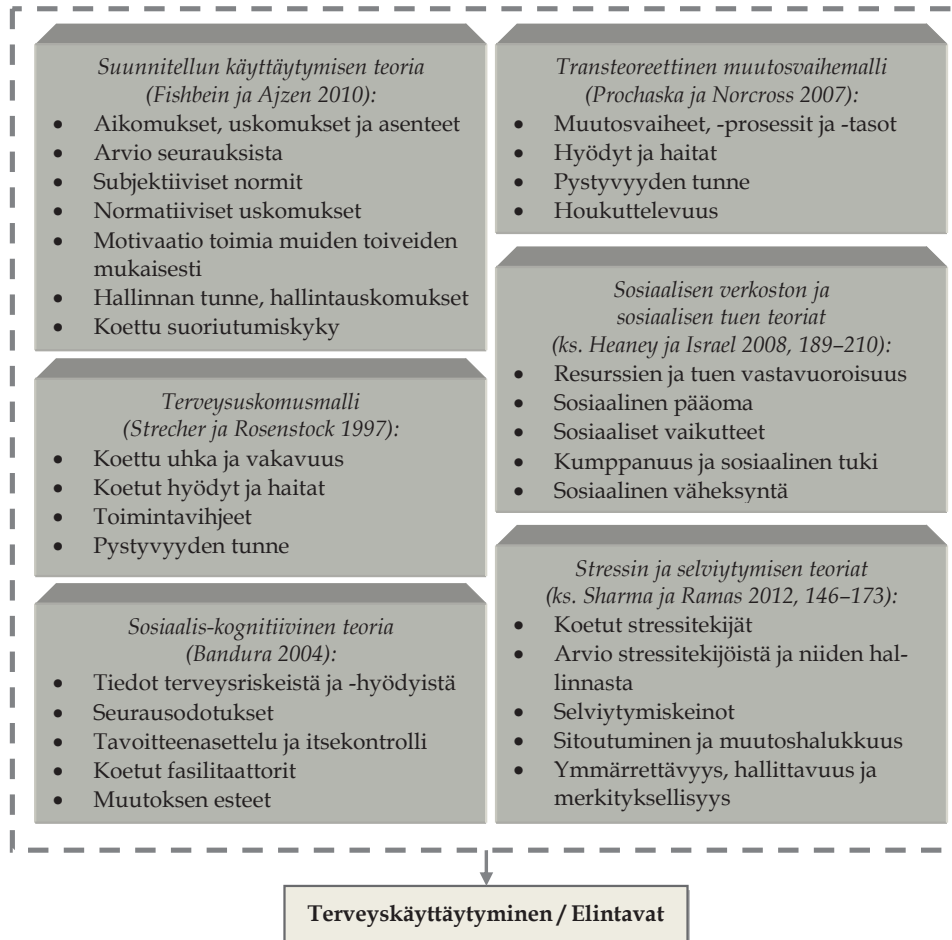 Suunnitellun käyttäytymisen teoria
(Fishbein ja Ajzen 2010):
• Aikomukset, uskomukset ja asenteet
• Arvio seurauksista
• Subjektiiviset normit
• Normatiiviset uskomukset
• Motivaatio toimia muiden toiveiden
mukaisesti
• Hallinnan tunne, hallintauskomukset
• Koettu suoriutumiskyky
Terveysuskomusmalli
(Strecher ja Rosenstock 1997):
• Koettu uhka ja vakavuus
• Koetut hyödyt ja haitat
• Toimintavihjeet
• Pystyvyyden tunne
Sosiaalis-kognitiivinen teoria
(Bandura 2004):
• Tiedot terveysriskeistä ja -hyödyistä
• Seurausodotukset
• Tavoitteenasettelu ja itsekontrolli
• Koetut fasilitaattorit
• Muutoksen esteet
Transteoreettinen muutosvaihemalli
(Prochaska ja Norcross 2007):
• Muutosvaiheet, -prosessit ja -tasot
• Hyödyt ja haitat
• Pystyvyyden tunne
• Houkuttelevuus
Sosiaalisen verkoston ja
sosiaalisen tuen teoriat
(ks. Heaney ja Israel 2008, 189–210):
• Resurssien ja tuen vastavuoroisuus
• Sosiaalinen pääoma
• Sosiaaliset vaikutteet
• Kumppanuus ja sosiaalinen tuki
• Sosiaalinen väheksyntä
Stressin ja selviytymisen teoriat
(ks. Sharma ja Ramas 2012, 146–173):
• Koetut stressitekijät
• Arvio stressitekijöistä ja niiden hal-
linnasta
• Selviytymiskeinot
• Sitoutuminen ja muutoshalukkuus
• Ymmärrettävyys, hallittavuus ja
merkityksellisyys
Terveyskäyttäytyminen / Elintavat